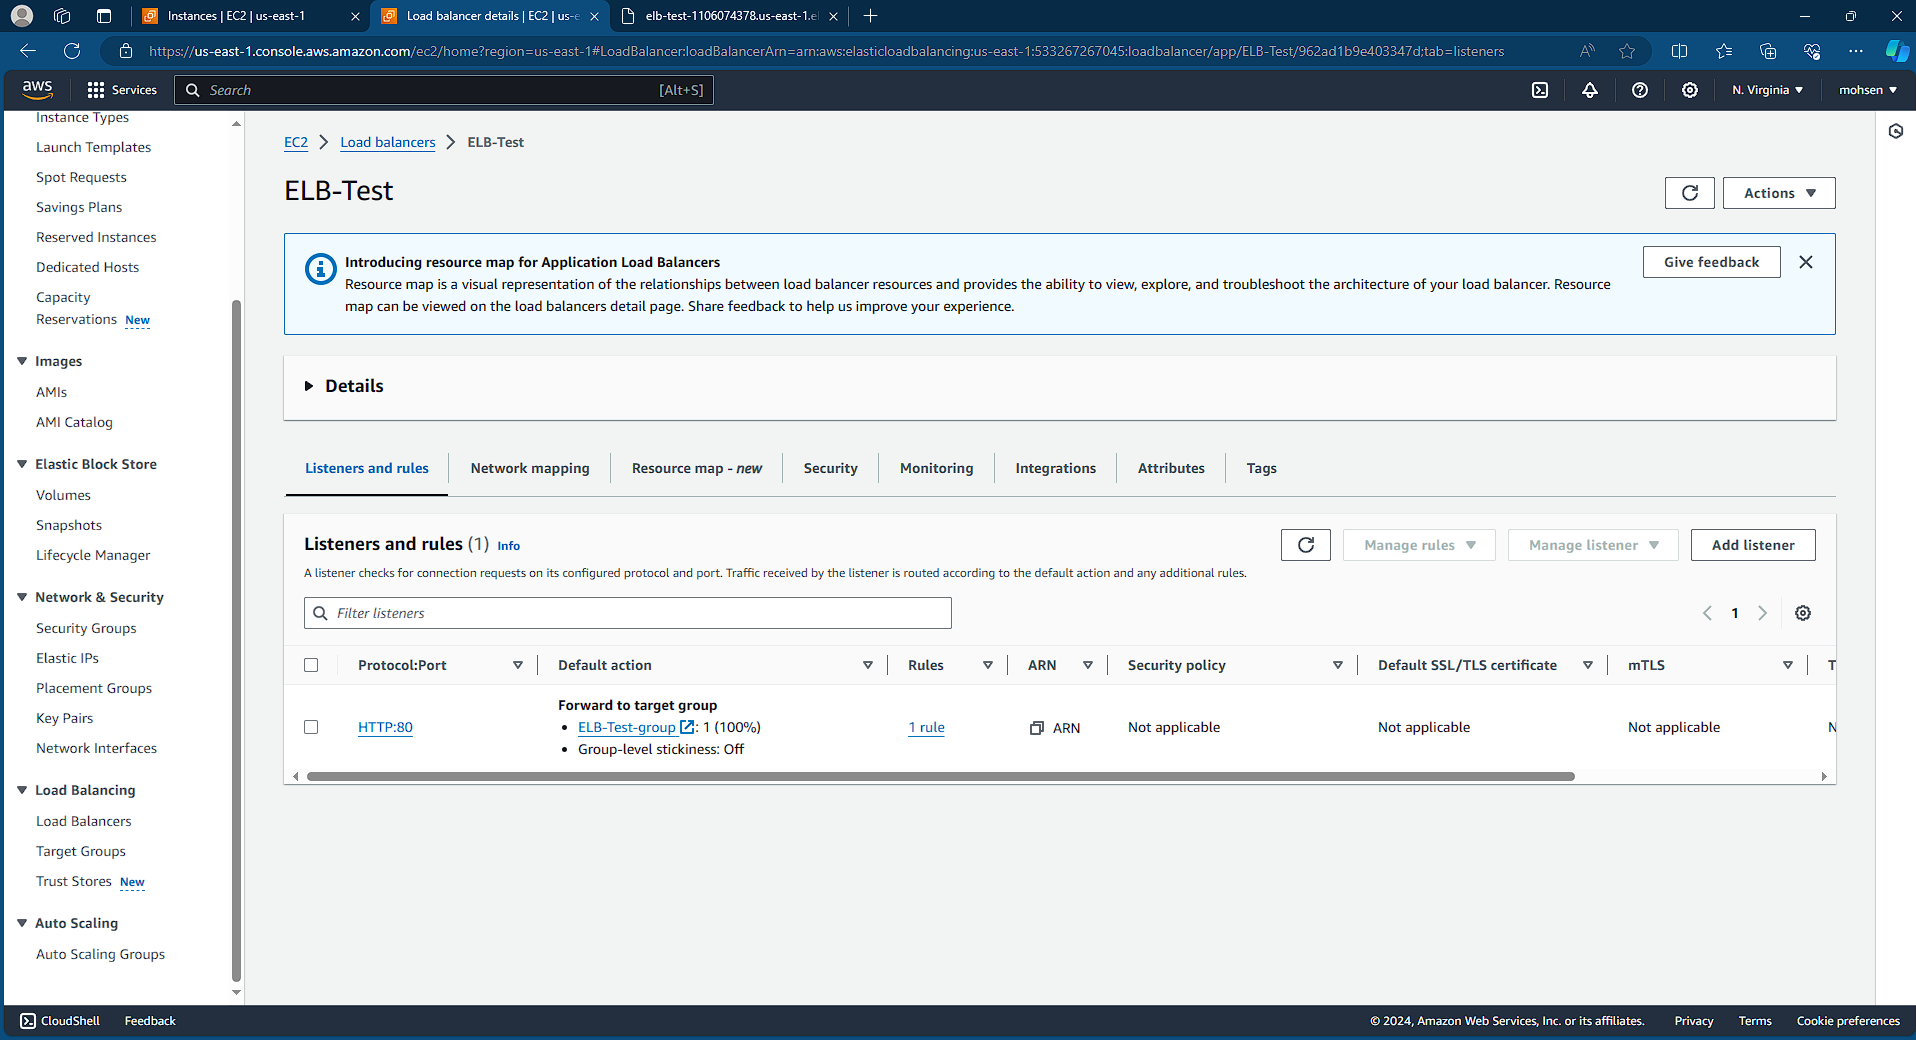 Instances | EC2 | us-east-1
Load balancer details | EC2 | us-e
elb-test-1106074378.us-east-1.el
https://us-east-1.console.aws.amazon.com/ec2/home?region=us-east-1#LoadBalancer:loadBalancerArn=arn:aws:elasticloadbalancing:us-east-1:533267267045:loadbalancer/app/ELB-Test/962ad1b9e403347d;tab=listeners
aws
Services
Search
[Alt+S]
N. Virginia
mohsen
Instance Types
Launch Templates
Spot Requests
Savings Plans
Reserved Instances
Dedicated Hosts
Capacity
Reservations New
Images
AMIs
AMI Catalog
Elastic Block Store
Volumes
Snapshots
Lifecycle Manager
Network & Security
Security Groups
Elastic IPs
Placement Groups
Key Pairs
Network Interfaces
Load Balancing
Load Balancers
Target Groups
Trust Stores New
Auto Scaling
Auto Scaling Groups
EC2 > Load balancers > ELB-Test
ELB-Test
Actions
Introducing resource map for Application Load Balancers
Resource map is a visual representation of the relationships between load balancer resources and provides the ability to view, explore, and troubleshoot the architecture of your load balancer. Resource
map can be viewed on the load balancers detail page. Share feedback to help us improve your experience.
Give feedback
Details
Listeners and rules
Network mapping
Resource map - new
Security
Monitoring
Integrations
Attributes
Tags
Listeners and rules (1) Info
Manage rules
Manage listener
Add listener
A listener checks for connection requests on its configured protocol and port. Traffic received by the listener is routed according to the default action and any additional rules.
Filter listeners
1
Protocol:Port
Default action
Rules
ARN
Security policy
Default SSL/TLS certificate
mTLS
T
HTTP:80
Forward to target group
• ELB-Test-group : 1 (100%)
• Group-level stickiness: Off
1 rule
ARN
Not applicable
Not applicable
Not applicable
N
CloudShell
Feedback
© 2024, Amazon Web Services, Inc. or its affiliates.
Privacy
Terms
Cookie preferences